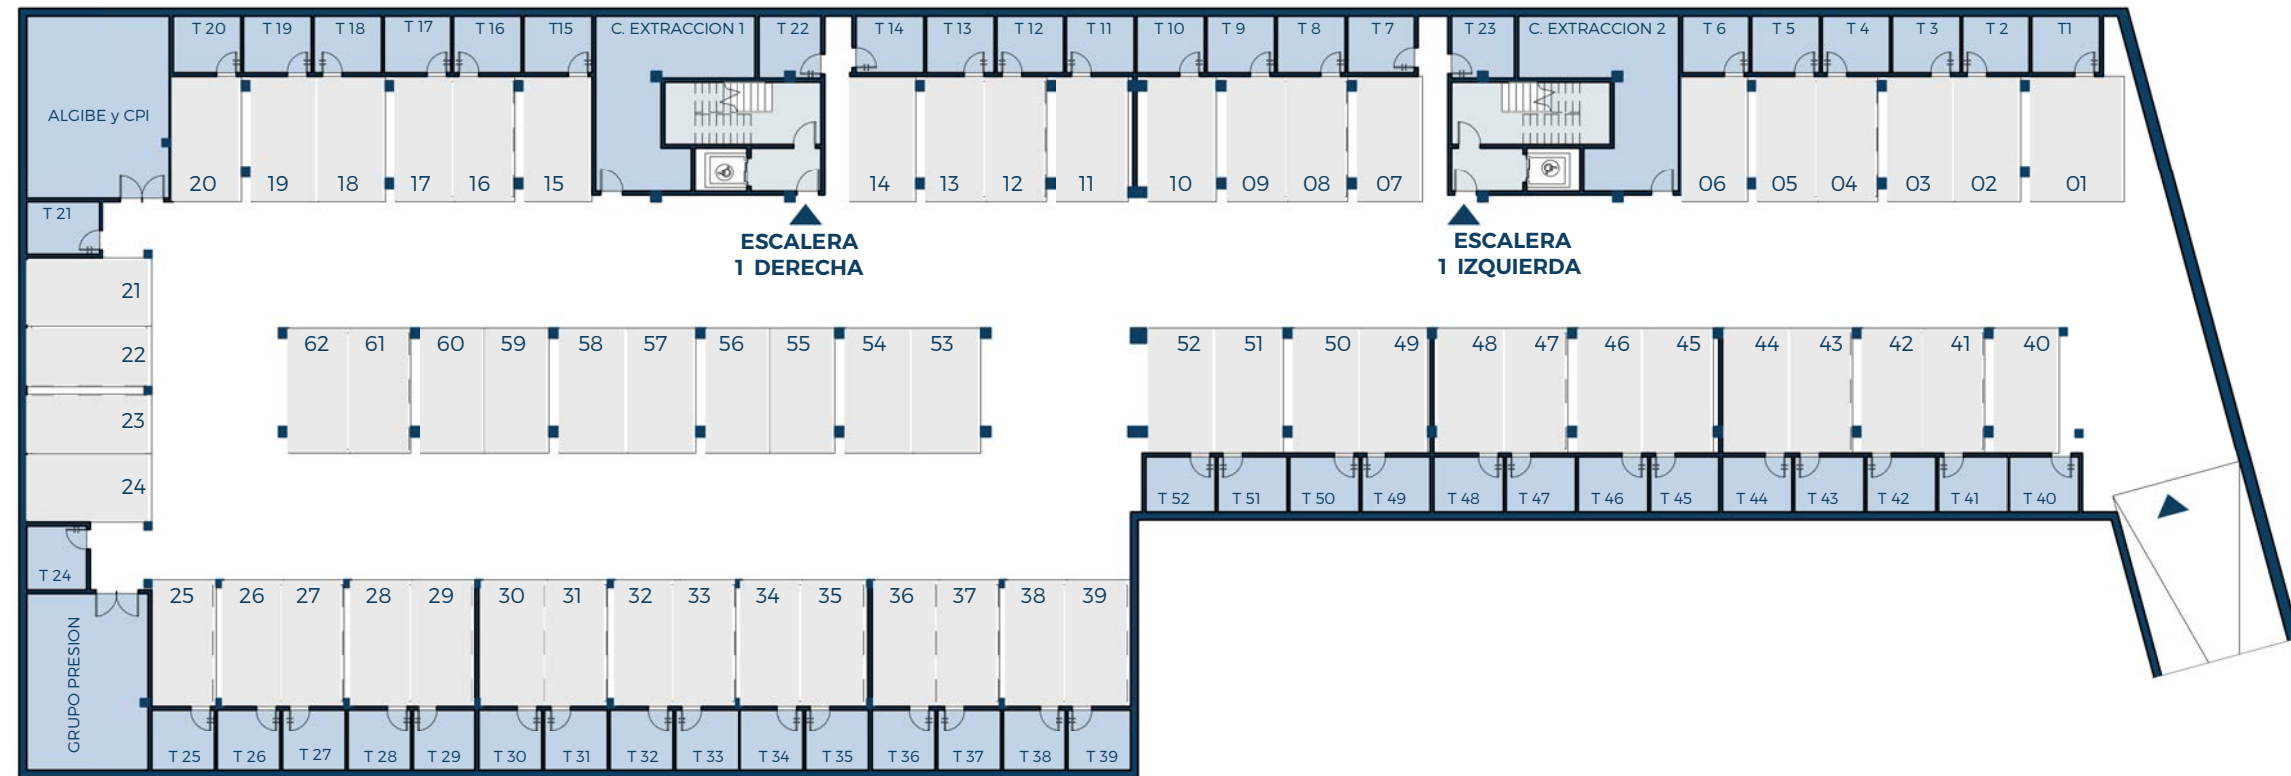 T 20
T 19
T 18
T 17
T 16
T15
C. EXTRACCION 1
T 22
T 14
T 13
T 12
T 11
T 10
T 9
T 8
T 7
T 23
C. EXTRACCION 2
T 6
T 5
T 4
T 3
T 2
T1
ALGIBE y CPI
20
19
18
17
16
15
14
13
12
11
10
09
08
07
06
05
04
03
02
01
T 21
ESCALERA
1 DERECHA
ESCALERA
1 IZQUIERDA
21
22
23
24
62
61
60
59
58
57
56
55
54
53
52
51
50
49
48
47
46
45
44
43
42
41
40
T 52
T 51
T 50
T 49
T 48
T 47
T 46
T 45
T 44
T 43
T 42
T 41
T 40
T 24
GRUPO PRESION
25
26
27
28
29
30
31
32
33
34
35
36
37
38
39
T 25
T 26
T 27
T 28
T 29
T 30
T 31
T 32
T 33
T 34
T 35
T 36
T 37
T 38
T 39